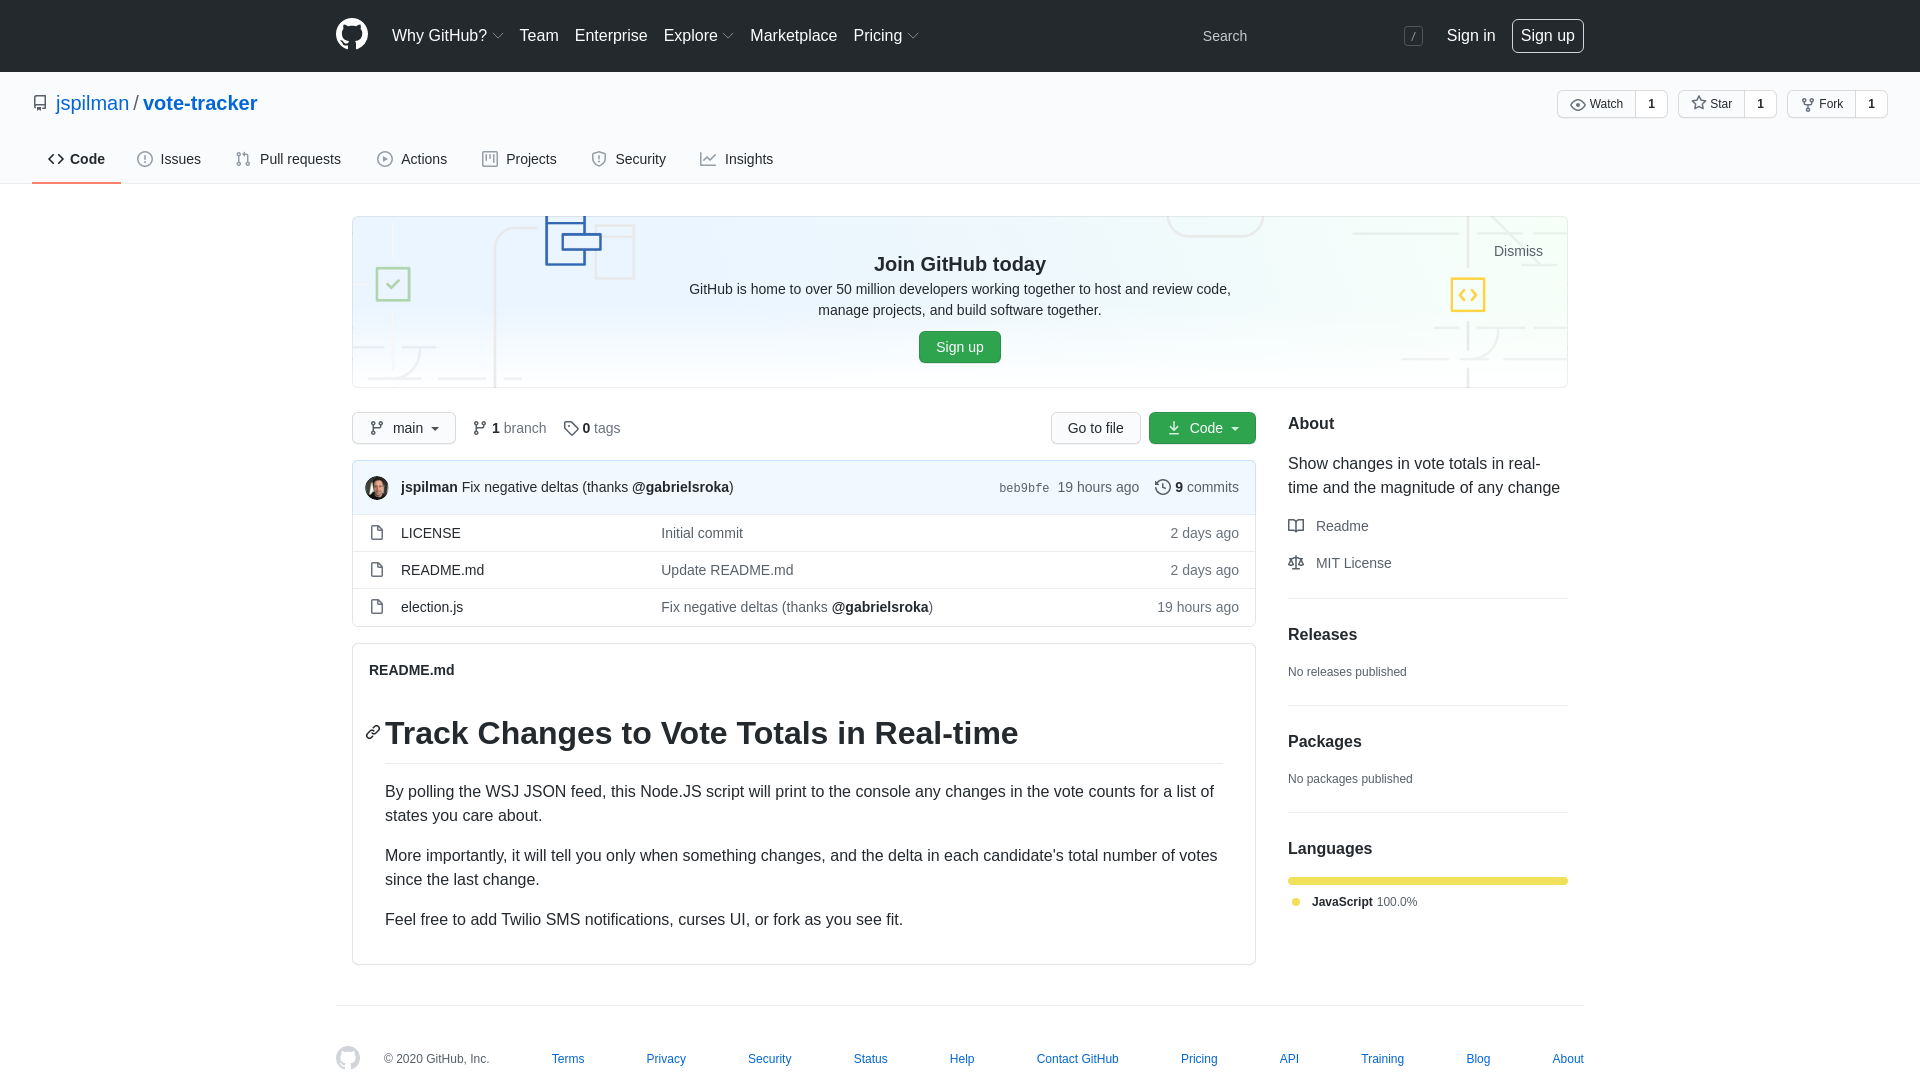 Why GitHub? Team Enterprise Explore Marketplace Pricing Search / Sign in Sign up
jspilman / vote-tracker Watch 1 Star 1 Fork 1
Code Issues Pull requests Actions Projects Security Insights
Dismiss
Join GitHub today
GitHub is home to over 50 million developers working together to host and review code,
manage projects, and build software together.
Sign up
main 1 branch 0 tags Go to file Code
jspilman Fix negative deltas (thanks @gabrielsroka) beb9bfe 19 hours ago 9 commits
LICENSE Initial commit 2 days ago
README.md Update README.md 2 days ago
election.js Fix negative deltas (thanks @gabrielsroka) 19 hours ago
README.md
Track Changes to Vote Totals in Real-time
By polling the WSJ JSON feed, this Node.JS script will print to the console any changes in the vote counts for a list of
states you care about.
More importantly, it will tell you only when something changes, and the delta in each candidate's total number of votes
since the last change.
Feel free to add Twilio SMS notifications, curses UI, or fork as you see fit.
About
Show changes in vote totals in real-
time and the magnitude of any change
Readme
MIT License
Releases
No releases published
Packages
No packages published
Languages
JavaScript 100.0%
© 2020 GitHub, Inc. Terms Privacy Security Status Help Contact GitHub Pricing API Training Blog About